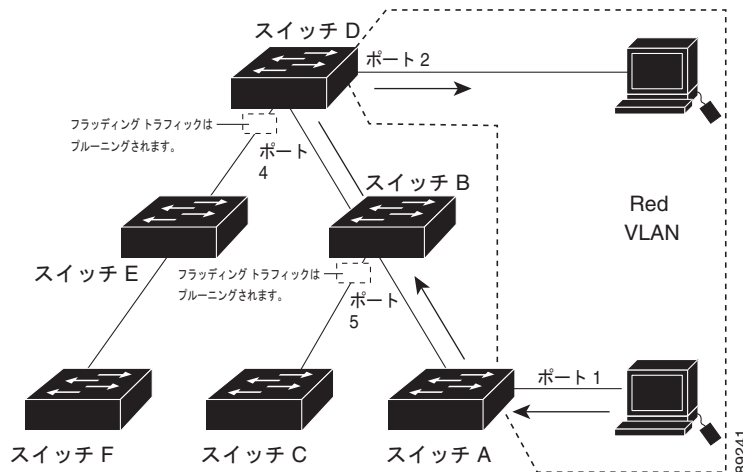 スイッチ D
ポート 2
フラッディング トラフィックは
プルーニングされます。
ポート
4
スイッチ B
Red
VLAN
スイッチ E
フラッディング トラフィックは
プルーニングされます。
ポート
5
ポート 1
スイッチ F
スイッチ C
スイッチ A